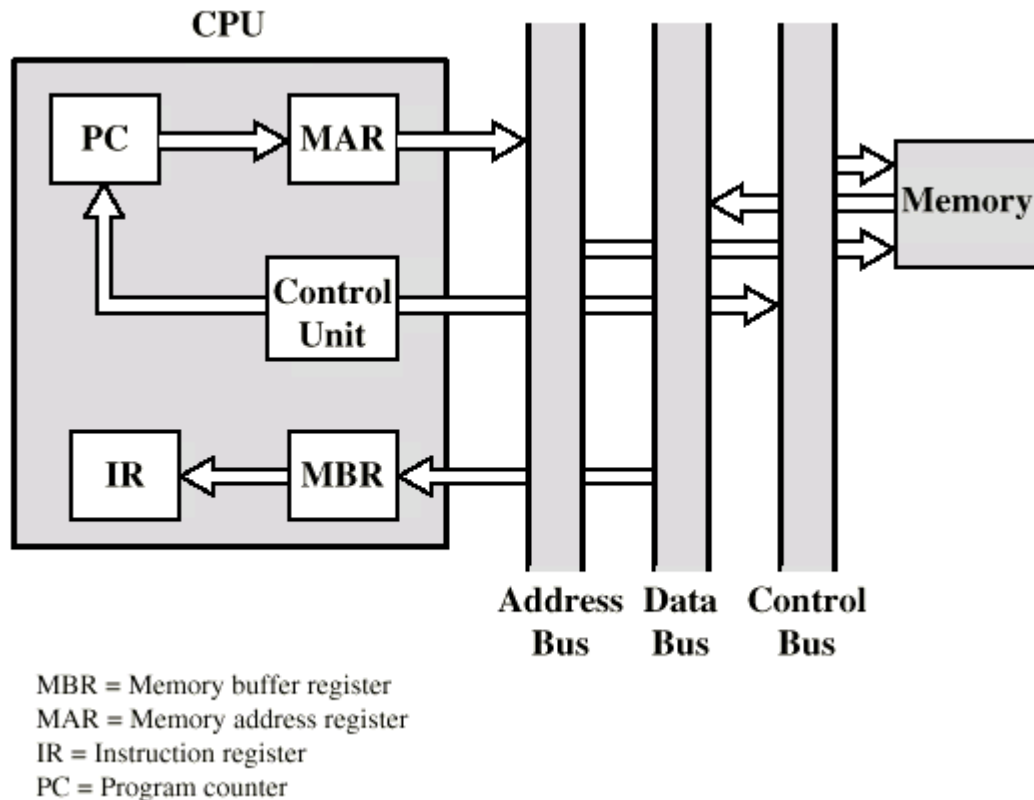 CPU
PC
MAR
Memory
Control
Unit
IR
MBR
Address Data Control
Bus Bus Bus
MBR = Memory buffer register
MAR = Memory address register
IR = Instruction register
PC = Program counter